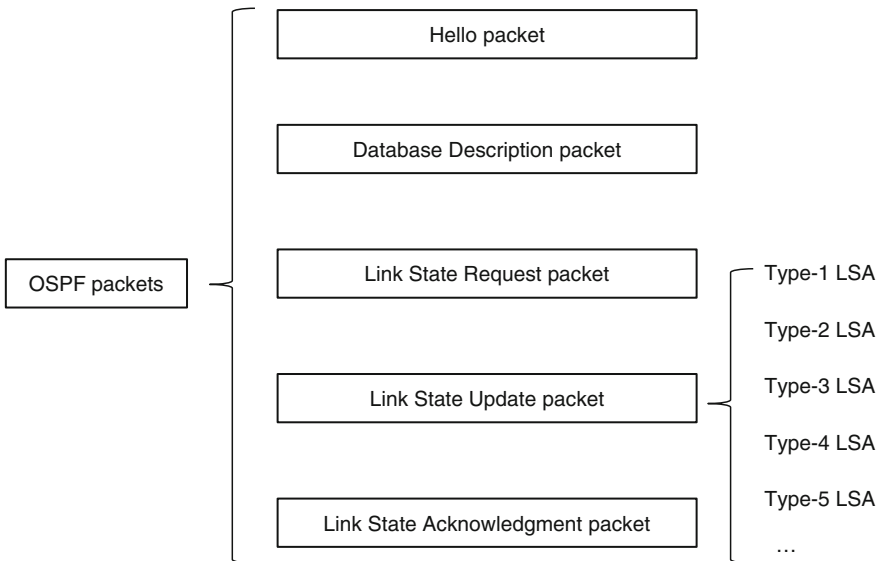 OSPF packets
Hello packet
Database Description packet
Link State Request packet
Link State Update packet
Link State Acknowledgment packet
Type-1 LSA
Type-2 LSA
Type-3 LSA
Type-4 LSA
Type-5 LSA
...